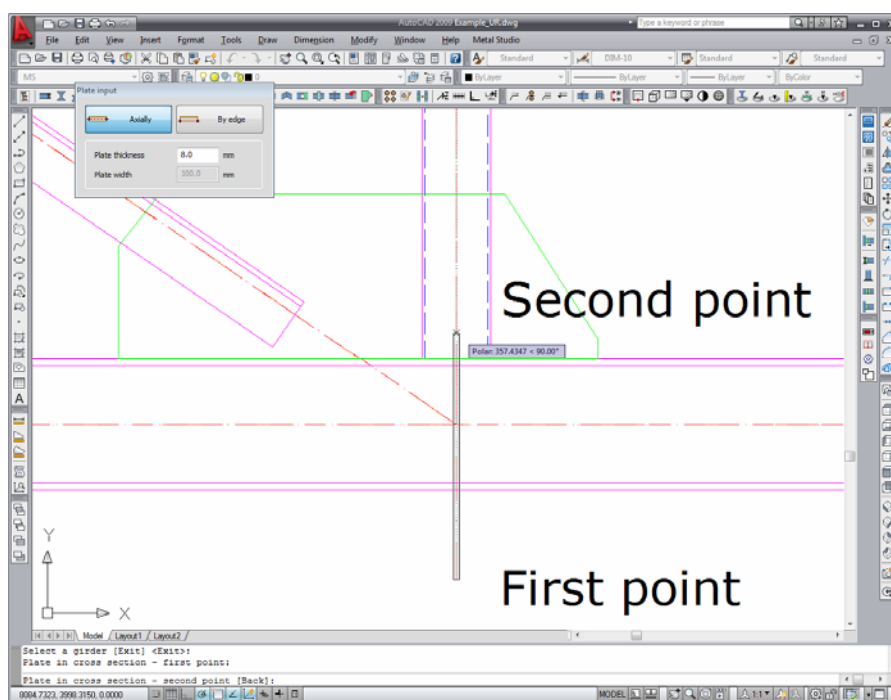 AutoCAD 2009 Example_UR.dwg
Type a keyword or phrase
File Edit View Insert Format Tools Draw Dimension Modify Window Help Metal Studio
Standard DIM-10 Standard Standard
MS 0 ByLayer ByLayer ByLayer ByColor
Plate input
Axially By edge
Plate thickness 8.0 mm
Plate width 100.0 mm
Second point
Polar: 357.4347 < 90.00°
A
Y
First point
X
Model Layout1 Layout2
Select a girder [Exit] <Exit>:
Plate in cross section - first point:
Plate in cross section - second point [Back]:
8084.7323, 3998.3150, 0.0000 MODEL 1:1